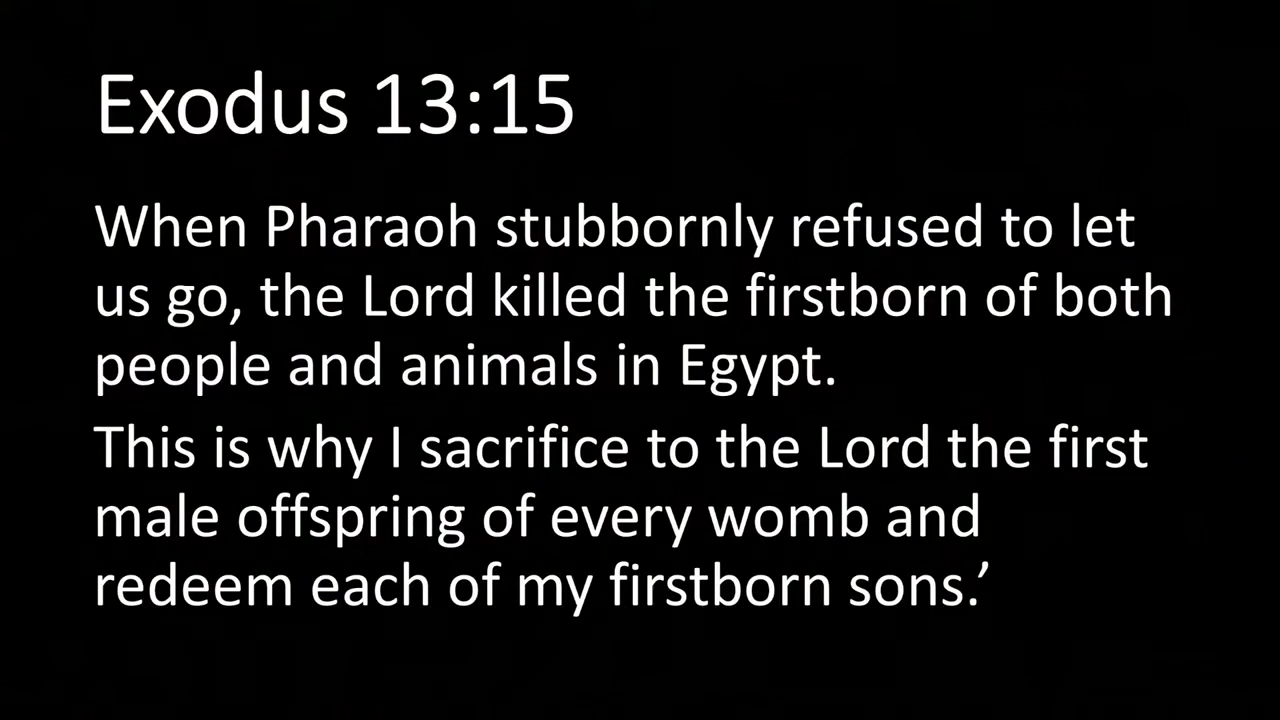 Exodus 13:15
When Pharaoh stubbornly refused to let
us go, the Lord killed the firstborn of both
people and animals in Egypt.
This is why I sacrifice to the Lord the first
male offspring of every womb and
redeem each of my firstborn sons.’